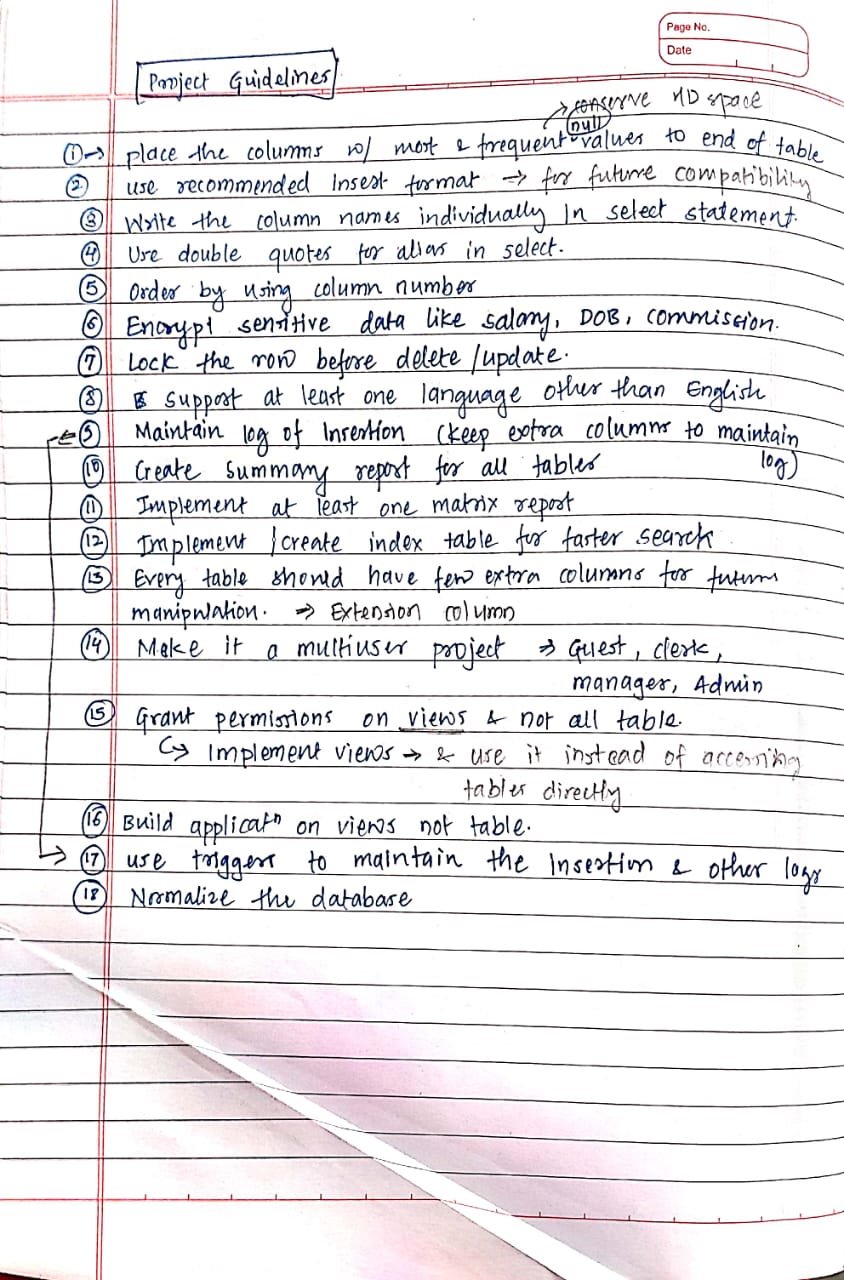 Page No.
Date
Project Guidelines
→ conserve HD space
null
① → place the columns w/ most & frequent values to end of table
② use recommended Insert format → for future compatibility
③ Write the column names individually in select statement.
④ Use double quotes for alias in select.
⑤ Order by using column number
⑥ Encrypt sensitive data like salary, DOB, commission.
⑦ Lock the row before delete/update.
⑧ Support at least one language other than English
⑨ Maintain log of Insertion (keep extra columns to maintain
log)
⑩ Create Summary report for all tables
⑪ Implement at least one matrix report
⑫ Implement /create index table for faster search
⑬ Every table should have few extra columns for future
manipulation. ⇒ Extension column
⑭ Make it a multiuser project → Guest, clerk,
manager, Admin
⑮ Grant permissions on views & not all table.
↳ Implement views → & use it instead of accessing
tables directly
⑯ Build applicatⁿ on views not table.
→ ⑰ use triggers to maintain the Insertion & other logs
⑱ Normalize the database